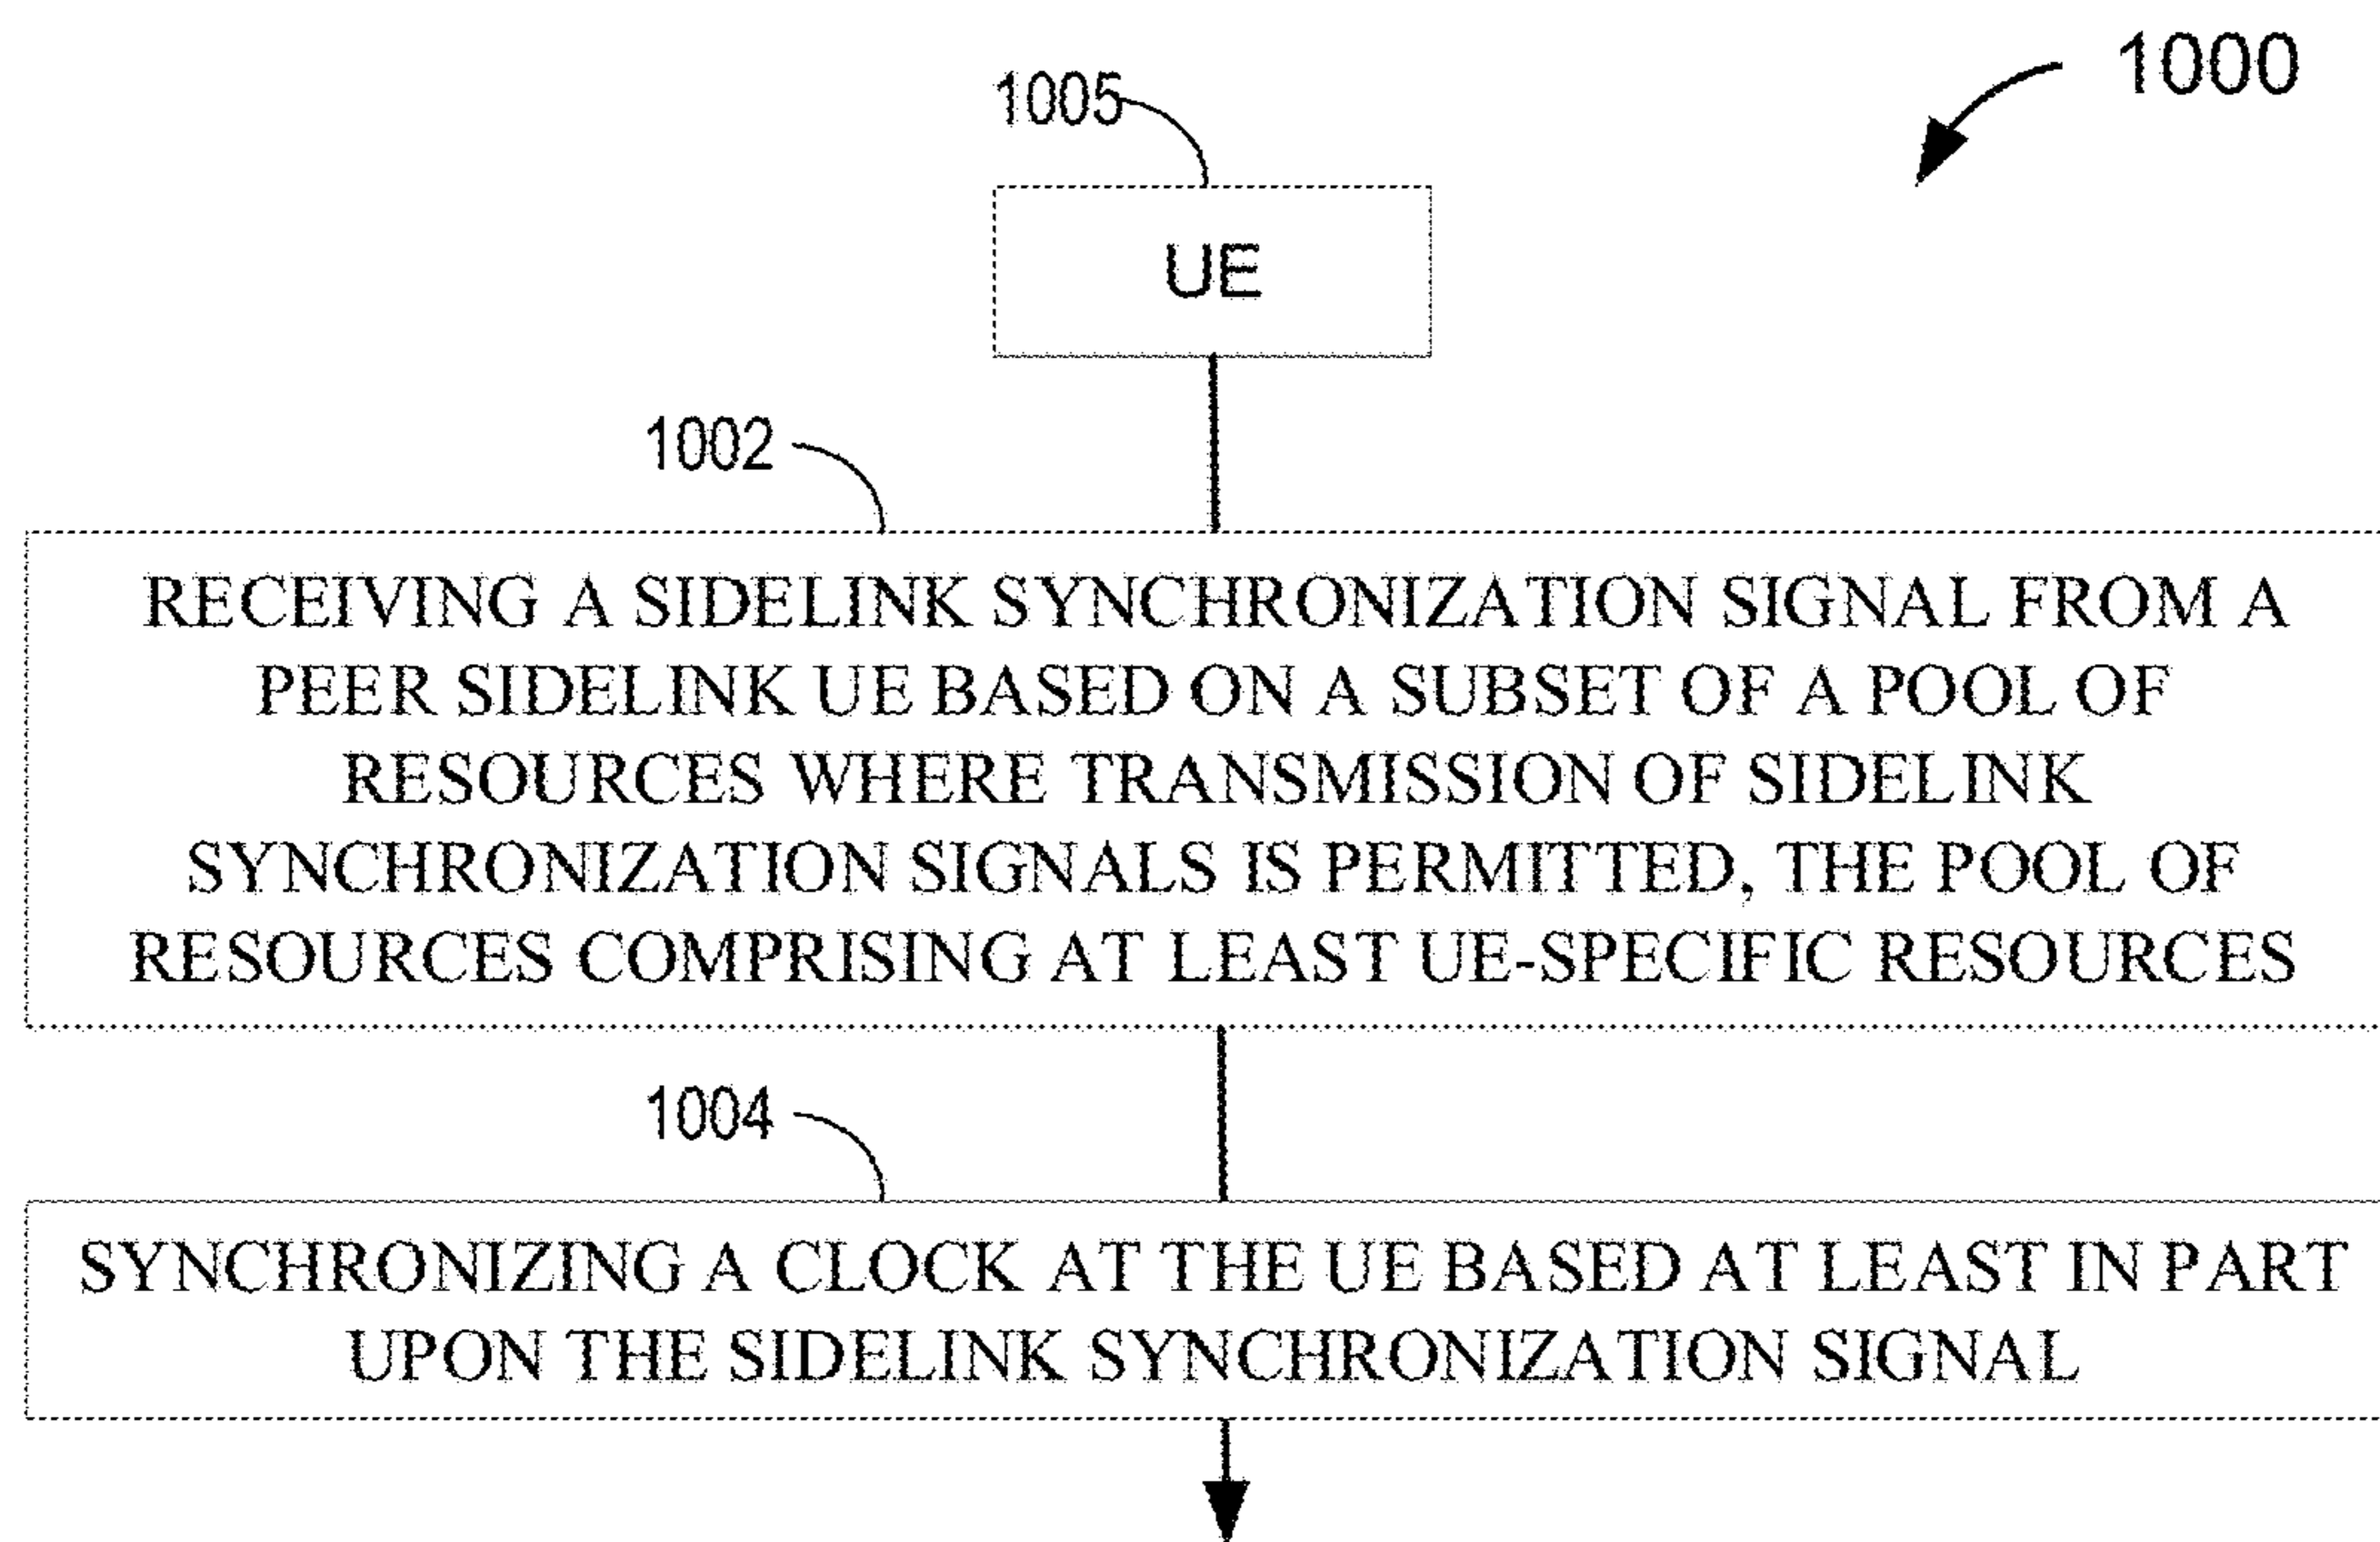 1000
1005
UE
1002
RECEIVING A SIDELINK SYNCHRONIZATION SIGNAL FROM A
PEER SIDELINK UE BASED ON A SUBSET OF A POOL OF
RESOURCES WHERE TRANSMISSION OF SIDELINK
SYNCHRONIZATION SIGNALS IS PERMITTED, THE POOL OF
RESOURCES COMPRISING AT LEAST UE-SPECIFIC RESOURCES
1004
SYNCHRONIZING A CLOCK AT THE UE BASED AT LEAST IN PART
UPON THE SIDELINK SYNCHRONIZATION SIGNAL